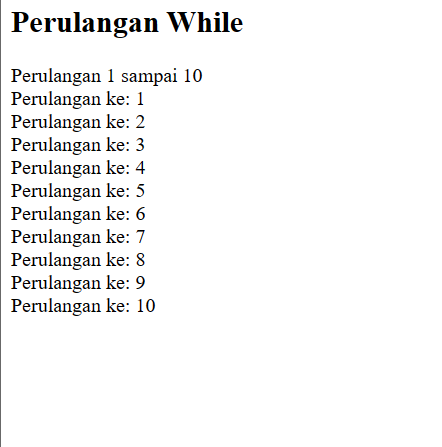 Perulangan While
Perulangan 1 sampai 10
Perulangan ke: 1
Perulangan ke: 2
Perulangan ke: 3
Perulangan ke: 4
Perulangan ke: 5
Perulangan ke: 6
Perulangan ke: 7
Perulangan ke: 8
Perulangan ke: 9
Perulangan ke: 10